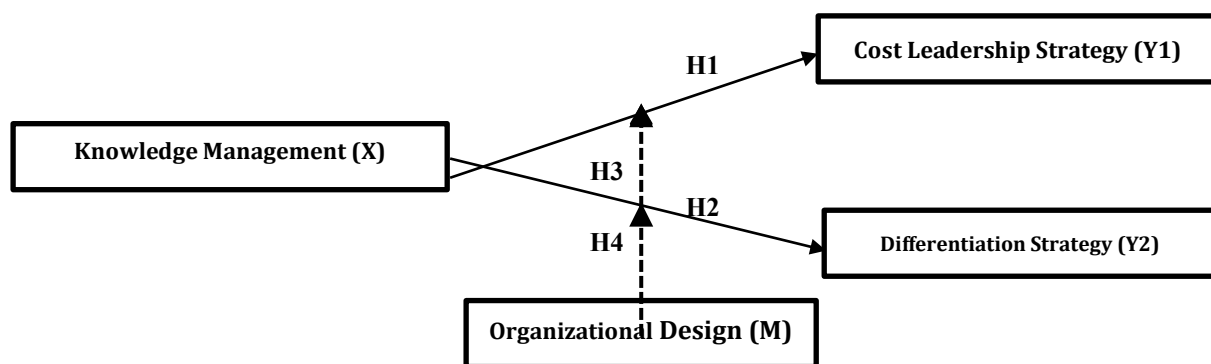 Cost Leadership Strategy (Y1)
H1
Knowledge Management (X)
H3
H2
H4
Differentiation Strategy (Y2)
Organizational Design (M)